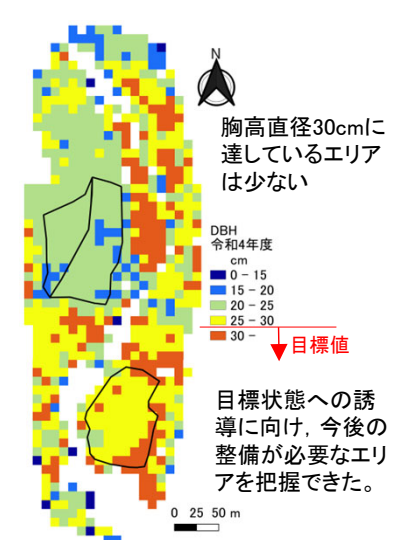 N
胸高直径30cmに
達しているエリア
は少ない
DBH
令和4年度
cm
0 - 15
15 - 20
20 - 25
25 - 30
30 -
目標値
目標状態への誘
導に向け，今後の
整備が必要なエリ
アを把握できた。
0 25 50 m